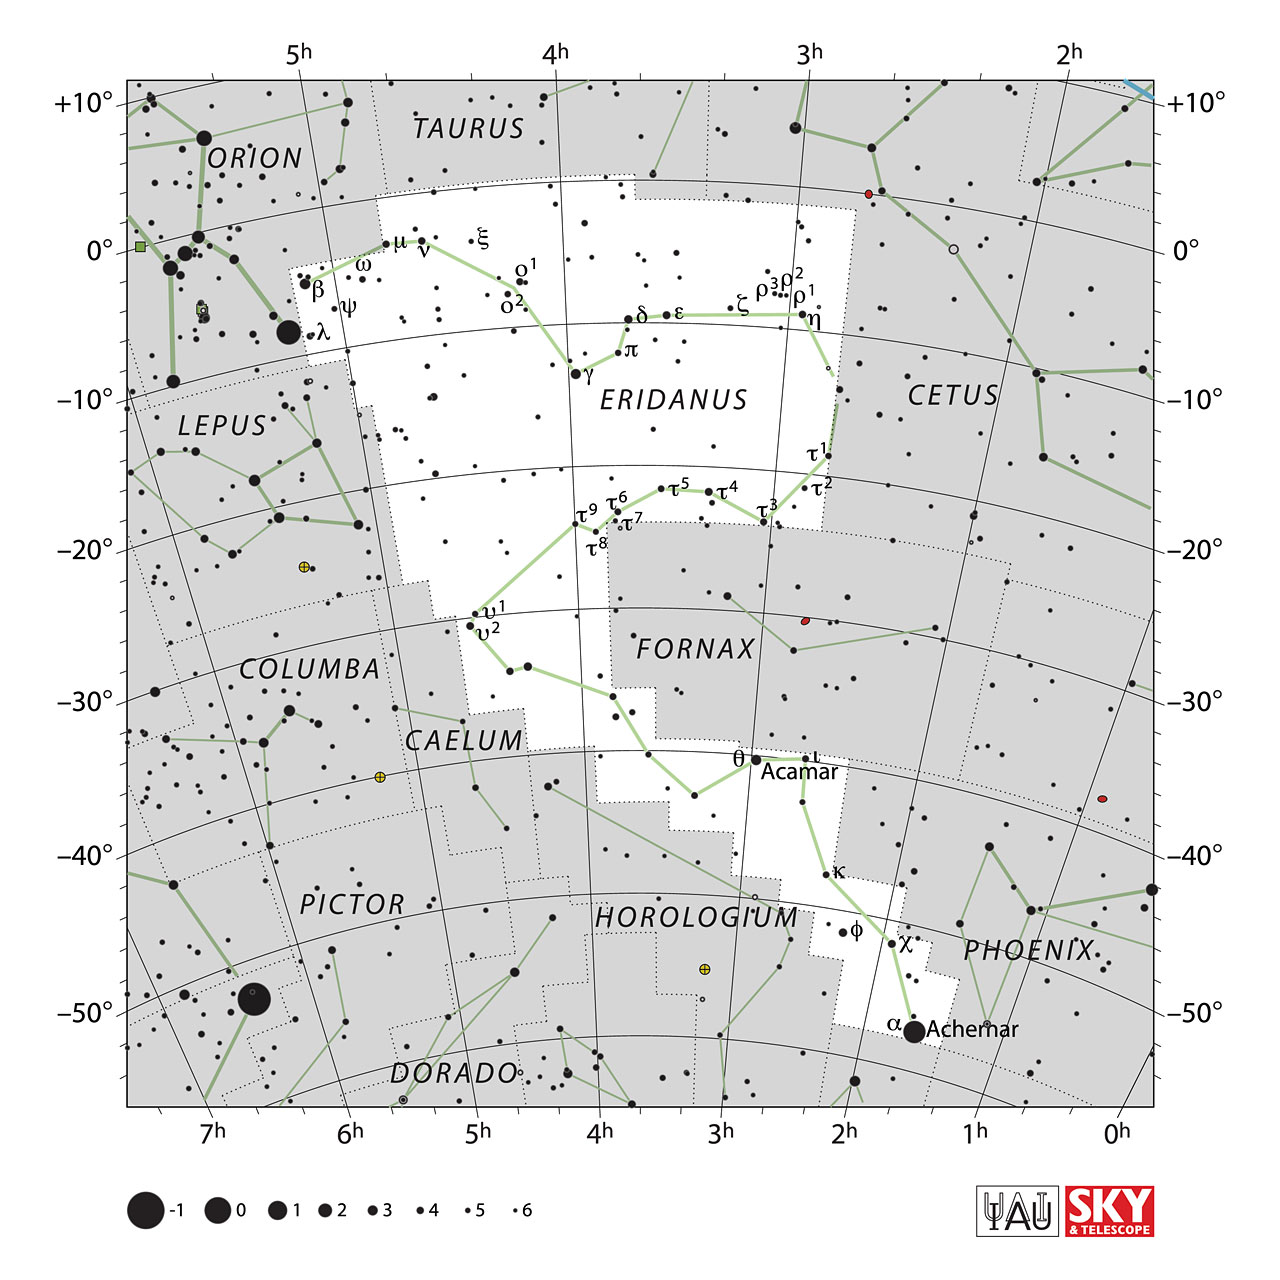 5h 4h 3h 2h
+10° +10°
TAURUS
ORION
ξ
μ
ν
0° 0°
ω
ο¹
ρ³ ρ² ρ¹
β
ψ
ο²
ζ
λ
δ ε
η
π
γ
ERIDANUS
CETUS
–10° –10°
LEPUS
τ¹
τ⁵ τ⁴ τ²
τ⁹ τ⁶ τ³
τ⁷
τ⁸
–20° –20°
υ¹
υ²
FORNAX
COLUMBA
–30° –30°
CAELUM
θ ι
Acamar
–40° –40°
κ
PICTOR
HOROLOGIUM
φ
χ
PHOENIX
–50° –50°
α Achernar
DORADO
7h 6h 5h 4h 3h 2h 1h 0h
-1 0 1 2 3 4 5 6
IAU
SKY
& TELESCOPE